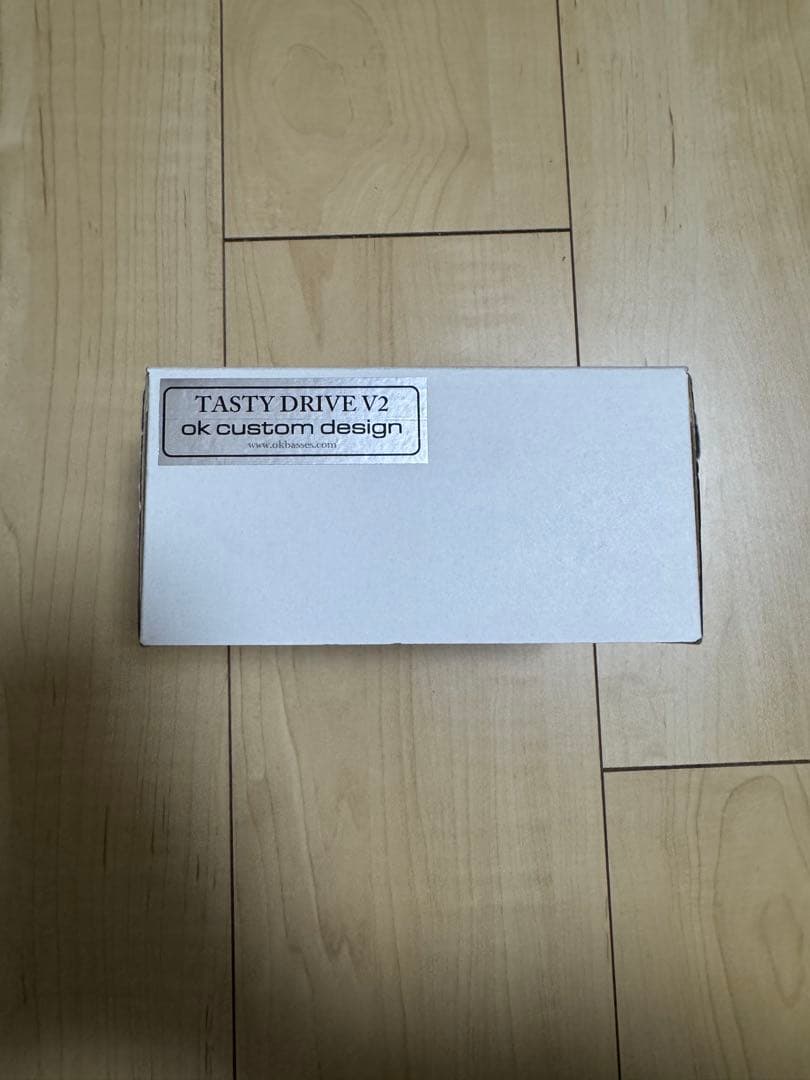 TASTY DRIVE V2
ok custom design
www.okbasses.com